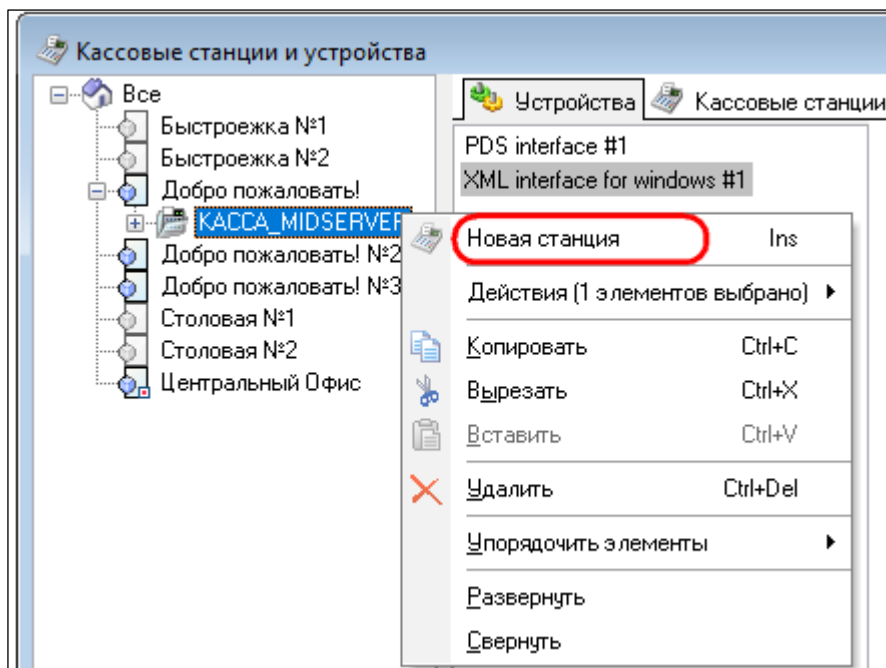 Кассовые станции и устройства
Все
Быстроежка №1
Быстроежка №2
Добро пожаловать!
КАССА_MIDSERVER
Добро пожаловать! №2
Добро пожаловать! №3
Столовая №1
Столовая №2
Центральный Офис
Устройства Кассовые станции
PDS interface #1
XML interface for windows #1
Новая станция Ins
Действия (1 элементов выбрано)
Копировать Ctrl+C
Вырезать Ctrl+X
Вставить Ctrl+V
Удалить Ctrl+Del
Упорядочить элементы
Развернуть
Свернуть